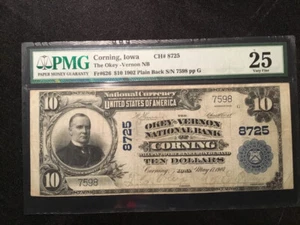 PMG
PAPER MONEY GUARANTY
Corning, Iowa CH# 8725
The Okey -Vernon NB
Fr#626 $10 1902 Plain Back S/N 7598 pp G
25
Very Fine
National Currency
UNITED STATES OF AMERICA
10
10
7598
8725
THE
OKEY-VERNON
NATIONAL BANK
OF
CORNING
8725
TEN DOLLARS
7598
Corning
10
10